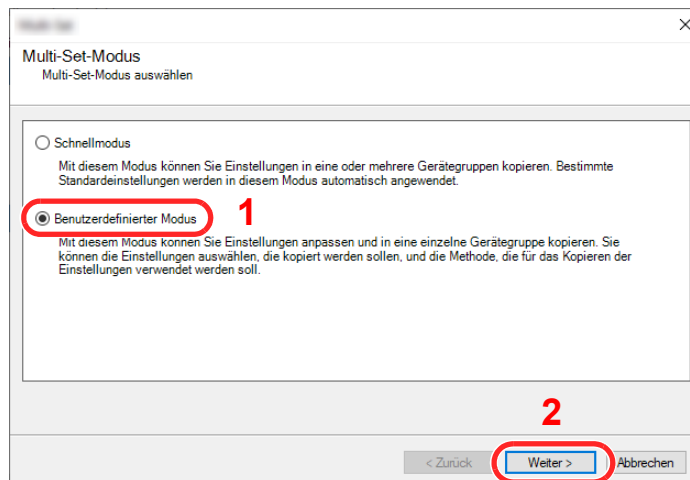 Multi-Set-Modus
Multi-Set-Modus auswählen
Schnellmodus
Mit diesem Modus können Sie Einstellungen in eine oder mehrere Gerätegruppen kopieren. Bestimmte
Standardeinstellungen werden in diesem Modus automatisch angewendet.
Benutzerdefinierter Modus
1
Mit diesem Modus können Sie Einstellungen anpassen und in eine einzelne Gerätegruppe kopieren. Sie
können die Einstellungen auswählen, die kopiert werden sollen, und die Methode, die für das Kopieren der
Einstellungen verwendet werden soll.
2
< Zurück
Weiter >
Abbrechen